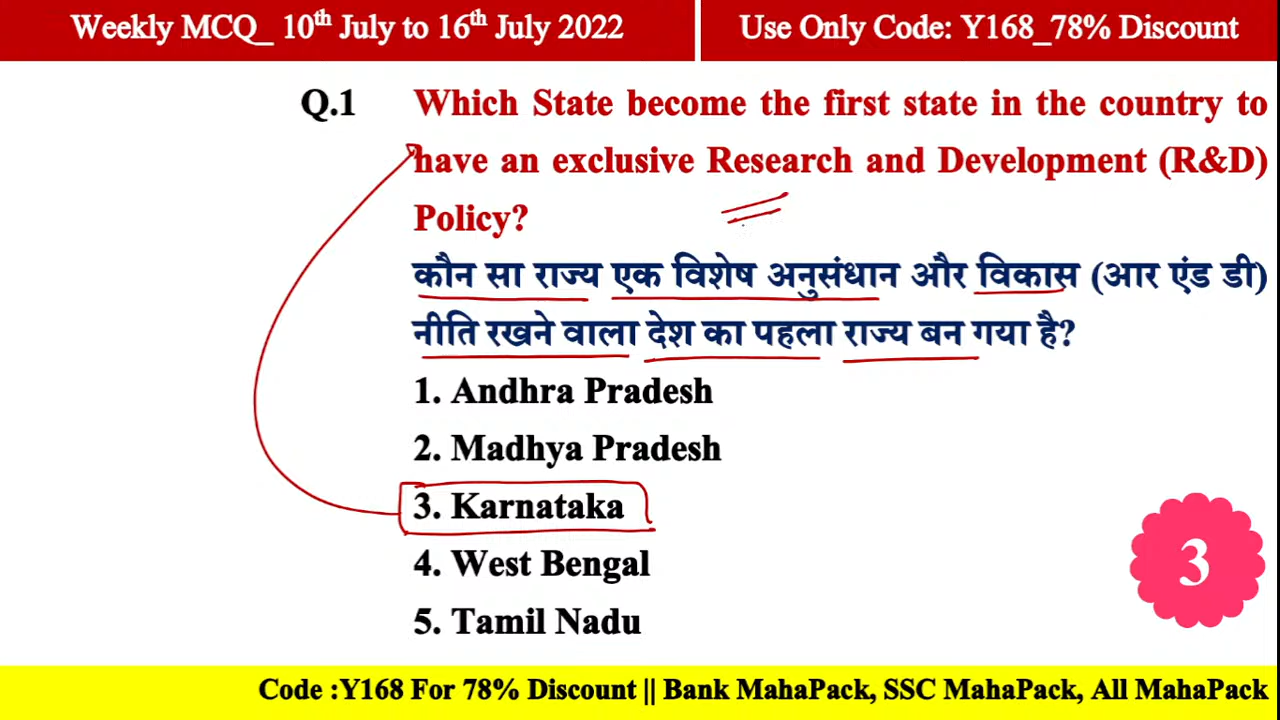 Weekly MCQ_ 10th July to 16th July 2022
Use Only Code: Y168_78% Discount
Q.1 Which State become the first state in the country to
have an exclusive Research and Development (R&D)
Policy?
कौन सा राज्य एक विशेष अनुसंधान और विकास (आर एंड डी)
नीति रखने वाला देश का पहला राज्य बन गया है?
1. Andhra Pradesh
2. Madhya Pradesh
3. Karnataka
4. West Bengal
5. Tamil Nadu
3
Code :Y168 For 78% Discount || Bank MahaPack, SSC MahaPack, All MahaPack